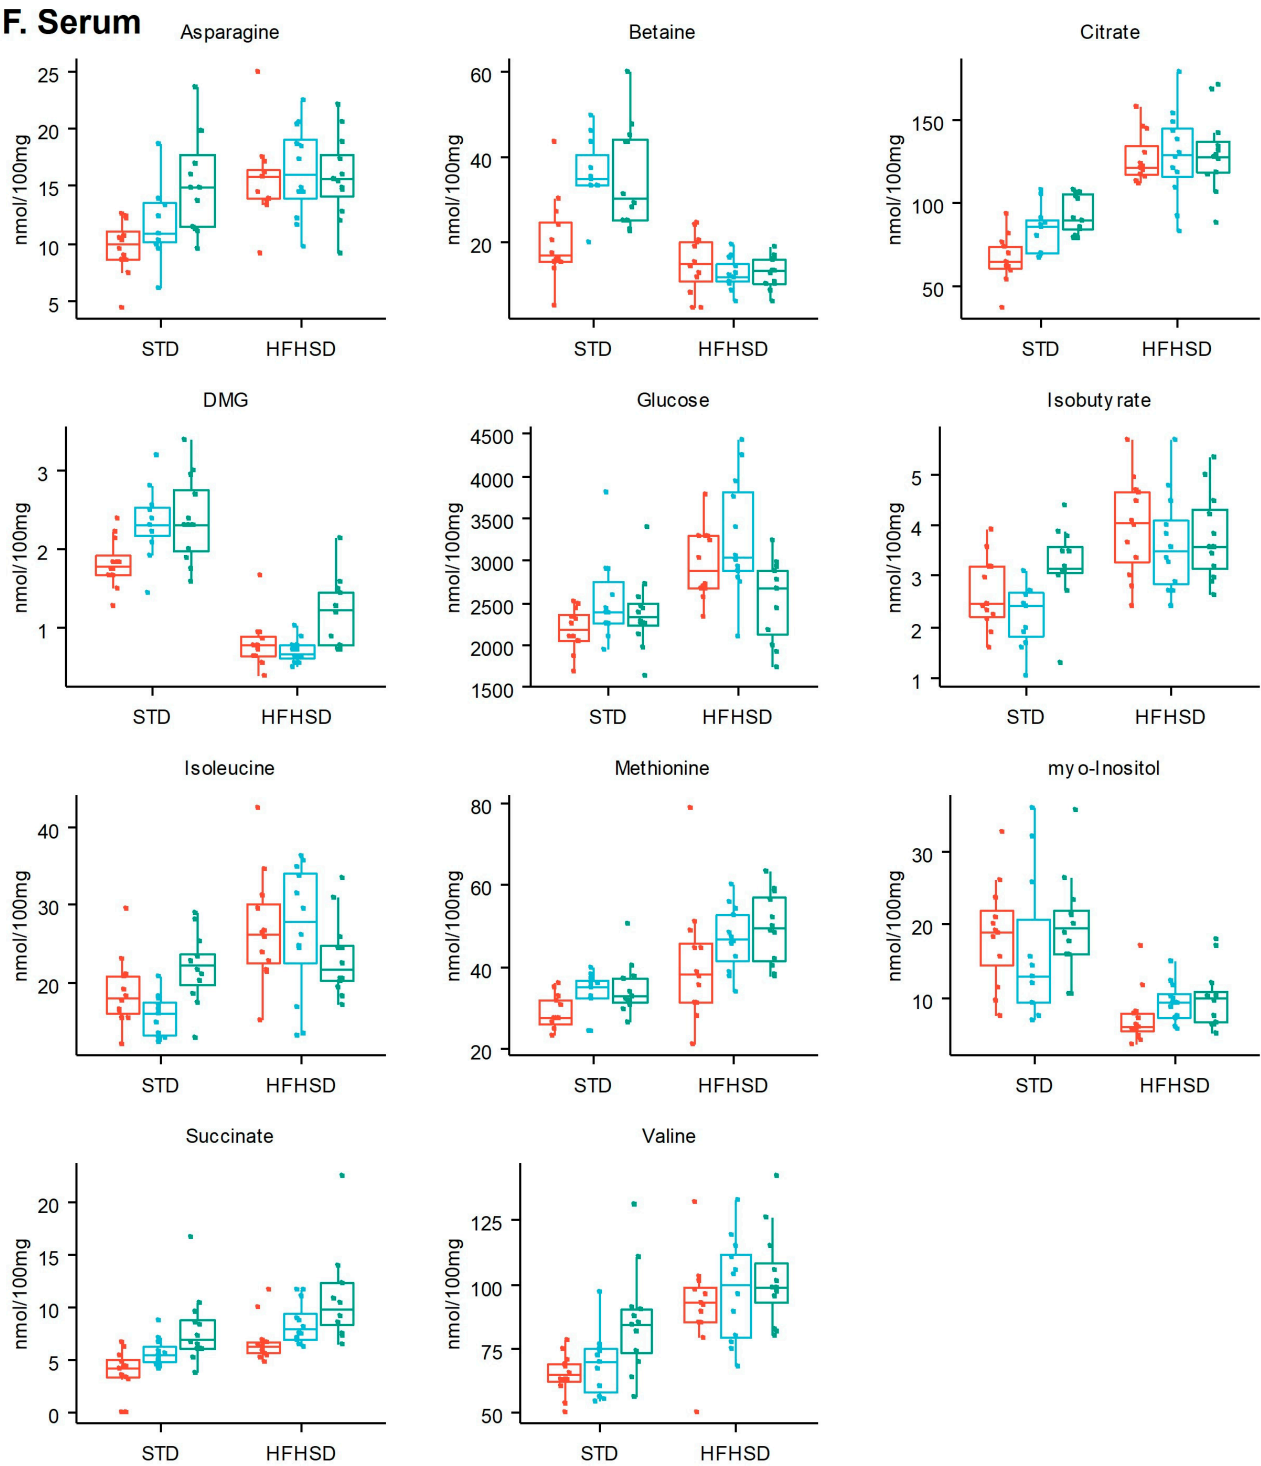 F. Serum
Asparagine
Betaine
Citrate
nmol/100mg
25
20
15
10
5
STD
HFHSD
nmol/100mg
60
40
20
STD
HFHSD
nmol/100mg
150
100
50
STD
HFHSD
DMG
Glucose
Isobutyrate
nmol/100mg
3
2
1
STD
HFHSD
nmol/100mg
4500
4000
3500
3000
2500
2000
1500
STD
HFHSD
nmol/100mg
5
4
3
2
1
STD
HFHSD
Isoleucine
Methionine
myo-Inositol
nmol/100mg
40
30
20
STD
HFHSD
nmol/100mg
80
60
40
20
STD
HFHSD
nmol/100mg
30
20
10
STD
HFHSD
Succinate
Valine
nmol/100mg
20
15
10
5
0
STD
HFHSD
nmol/100mg
125
100
75
50
STD
HFHSD